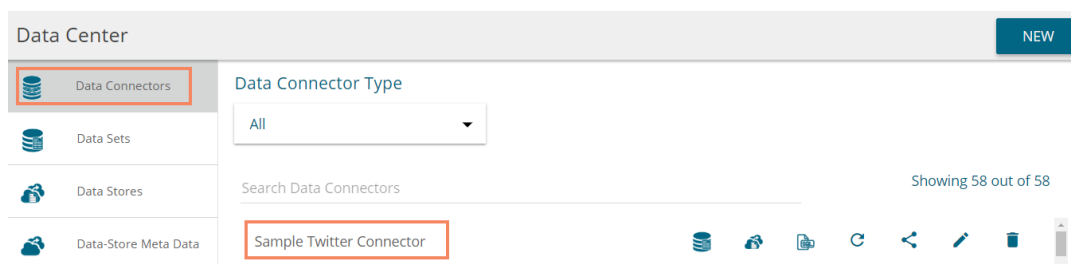 Data Center
NEW
Data Connectors
Data Sets
Data Stores
Data-Store Meta Data
Data Connector Type
All
Search Data Connectors
Showing 58 out of 58
Sample Twitter Connector